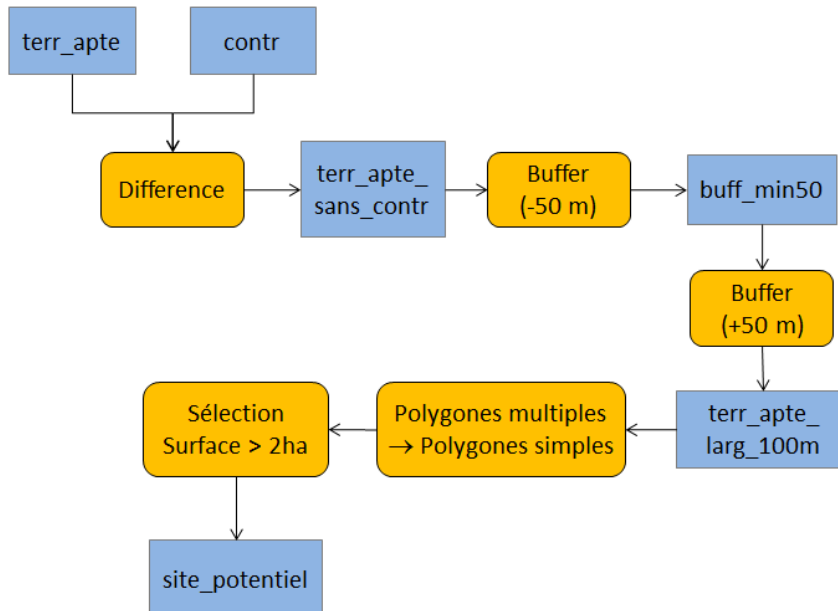 terr_apte
contr
Difference
terr_apte_
sans_contr
Buffer
(-50 m)
buff_min50
Buffer
(+50 m)
terr_apte_
larg_100m
Polygones multiples
→ Polygones simples
Sélection
Surface > 2ha
site_potentiel